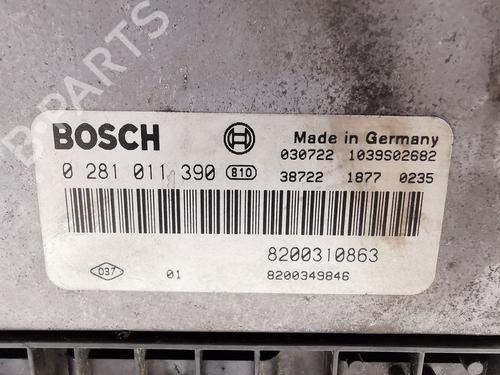 B-PARTS
BOSCH
Made in Germany
030722 1039S02682
0 281 011 390 810
38722 1877 0235
8200310863
037 01 8200349846